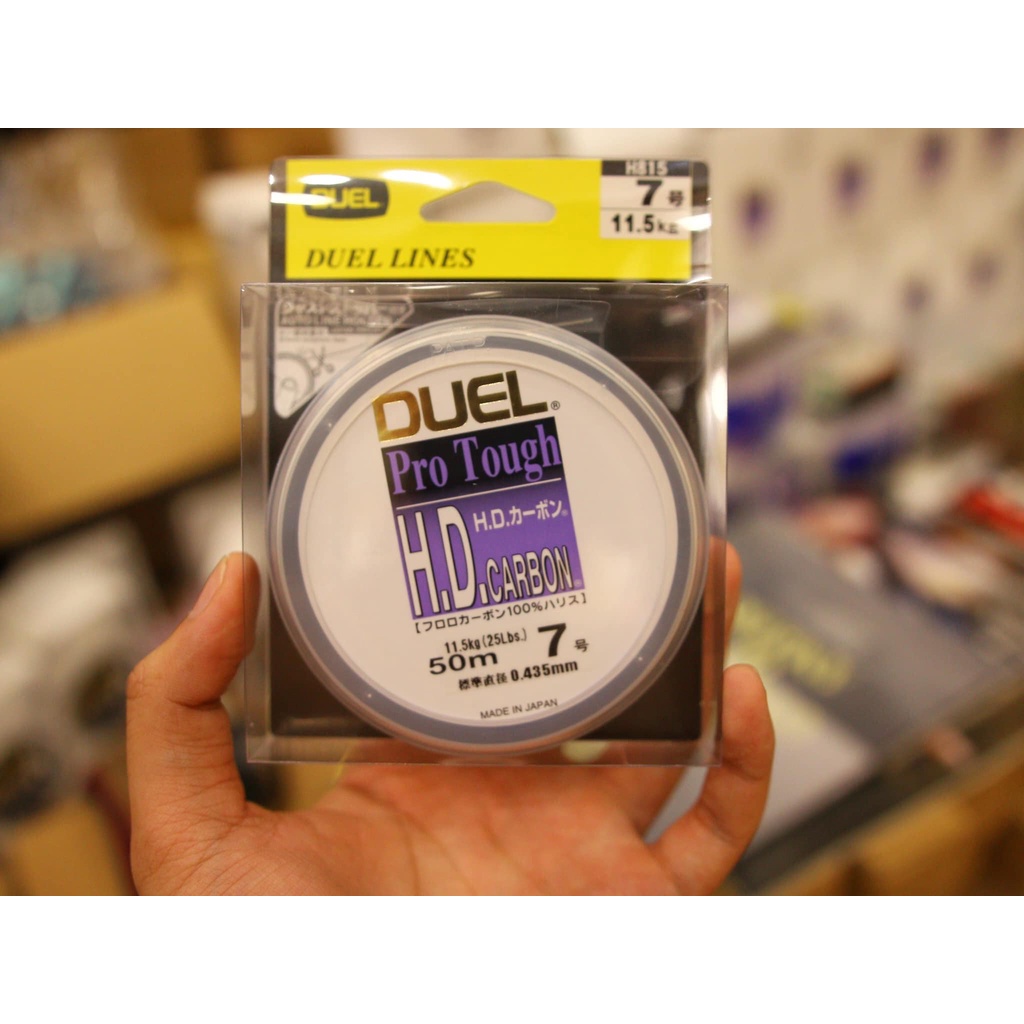 DUEL
H815
7号
11.5kg
DUEL LINES
DUEL®
Pro Tough
H.D.カーボン®
H.D.CARBON®
【フロロカーボン100%ハリス】
11.5kg(25Lbs.)
50m 7号
標準直径 0.435mm
MADE IN JAPAN